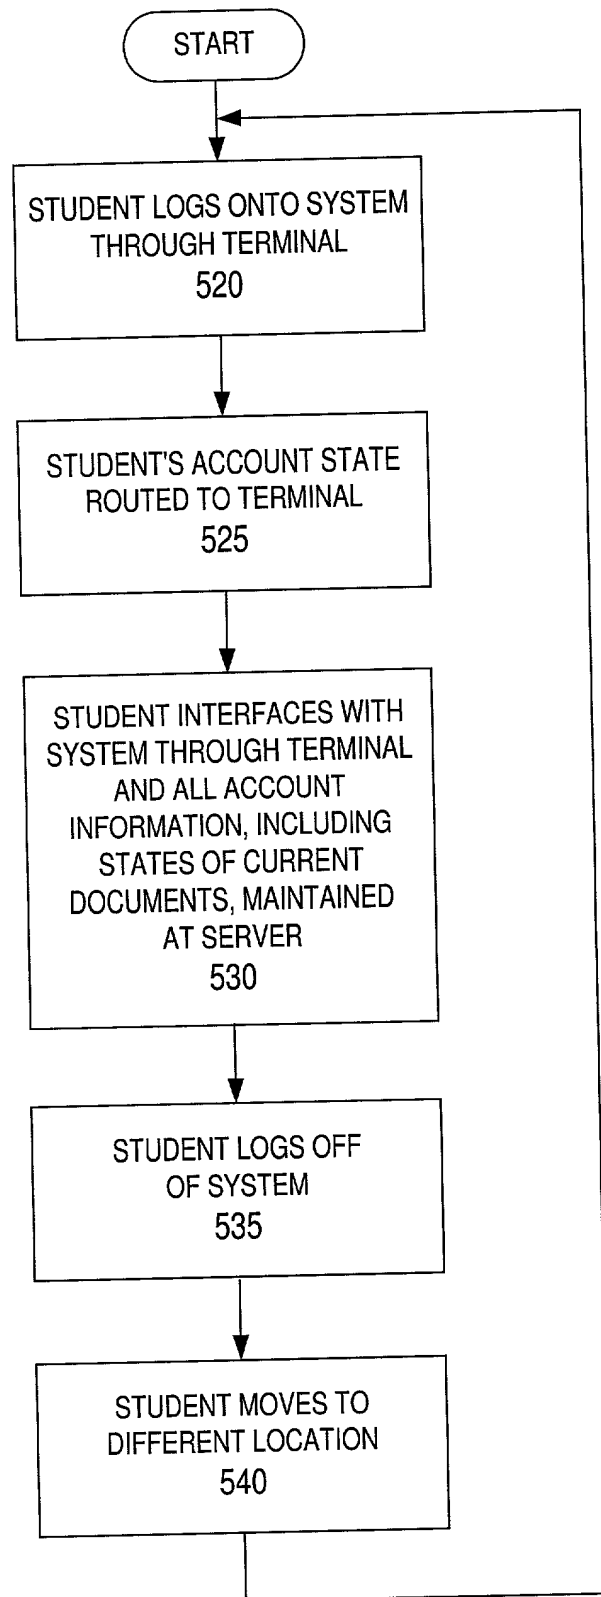 START
STUDENT LOGS ONTO SYSTEM
THROUGH TERMINAL
520
STUDENT'S ACCOUNT STATE
ROUTED TO TERMINAL
525
STUDENT INTERFACES WITH
SYSTEM THROUGH TERMINAL
AND ALL ACCOUNT
INFORMATION, INCLUDING
STATES OF CURRENT
DOCUMENTS, MAINTAINED
AT SERVER
530
STUDENT LOGS OFF
OF SYSTEM
535
STUDENT MOVES TO
DIFFERENT LOCATION
540